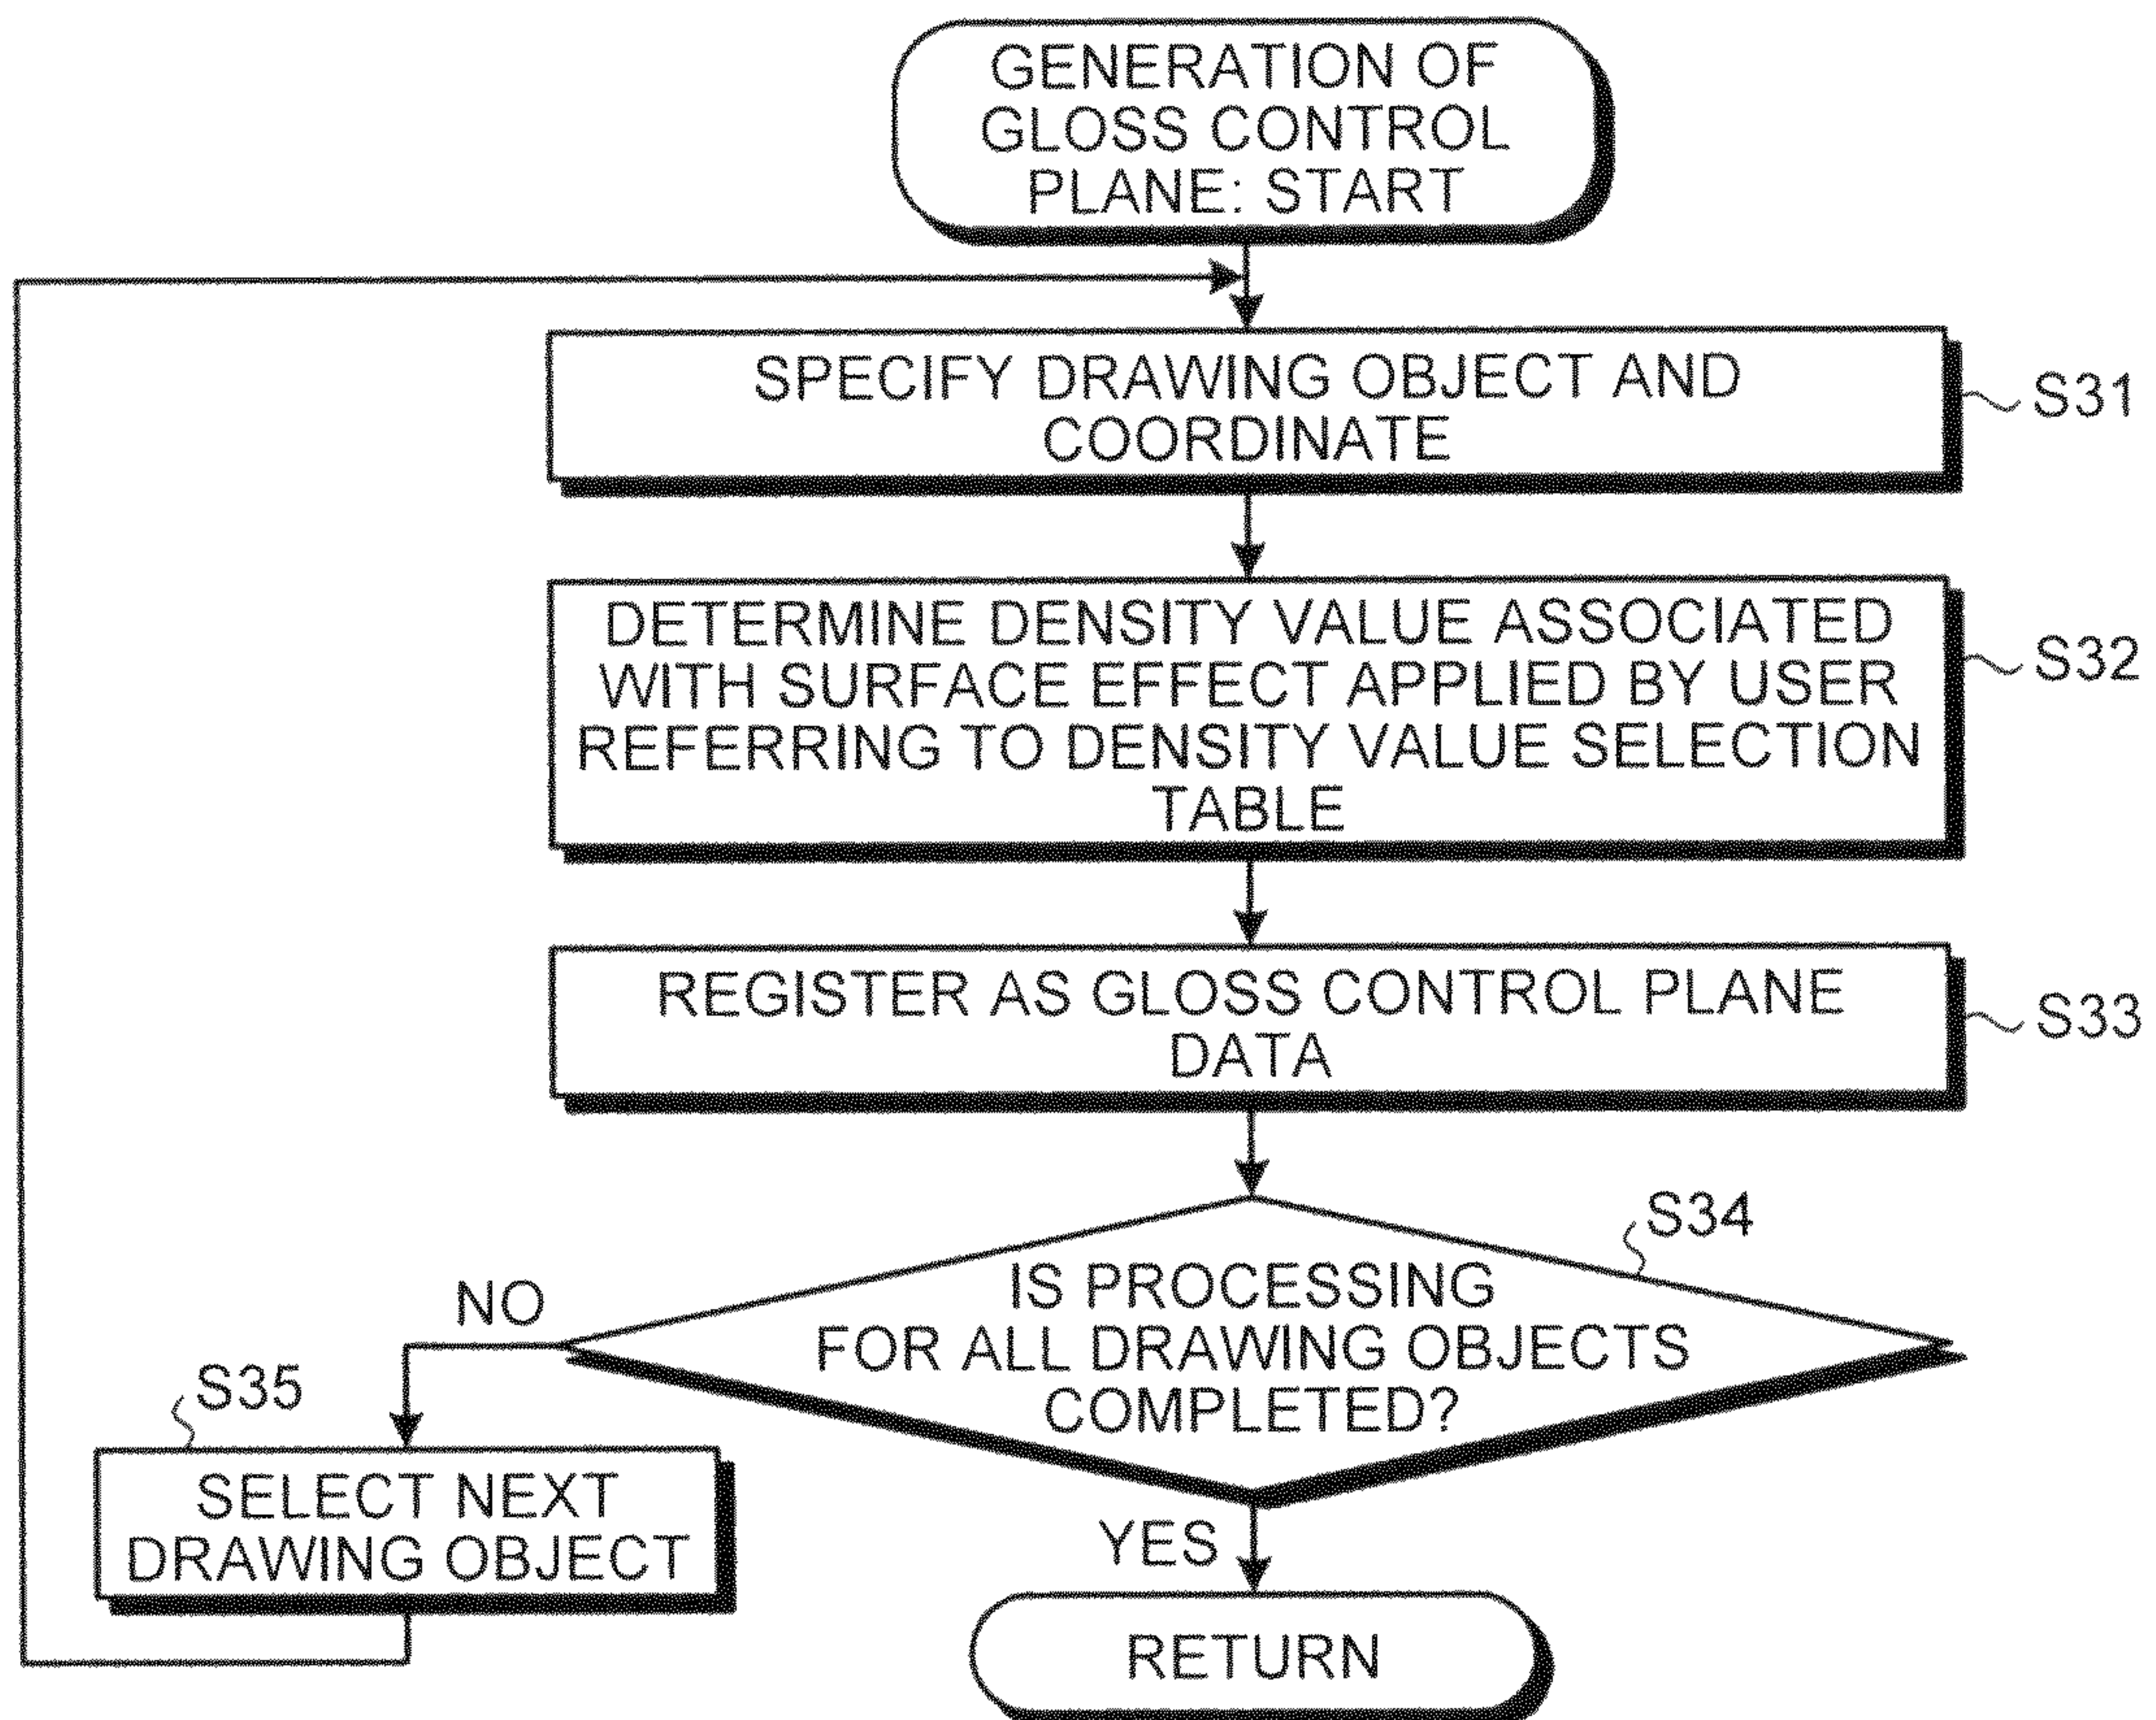 GENERATION OF
GLOSS CONTROL
PLANE: START
SPECIFY DRAWING OBJECT AND
COORDINATE
S31
DETERMINE DENSITY VALUE ASSOCIATED
WITH SURFACE EFFECT APPLIED BY USER
REFERRING TO DENSITY VALUE SELECTION
TABLE
S32
REGISTER AS GLOSS CONTROL PLANE
DATA
S33
S34
IS PROCESSING
FOR ALL DRAWING OBJECTS
COMPLETED?
NO
S35
SELECT NEXT
DRAWING OBJECT
YES
RETURN